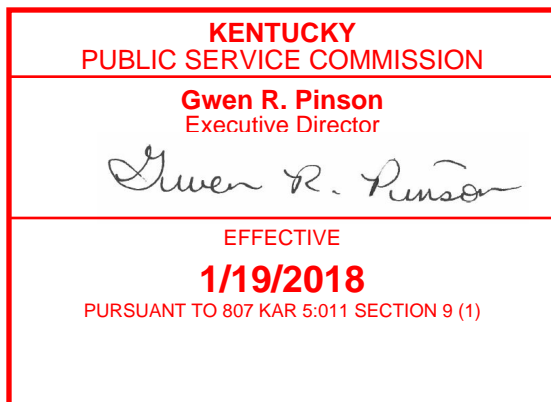 KENTUCKY
PUBLIC SERVICE COMMISSION
Gwen R. Pinson
Executive Director
Gwen R. Pinson
EFFECTIVE
1/19/2018
PURSUANT TO 807 KAR 5:011 SECTION 9 (1)